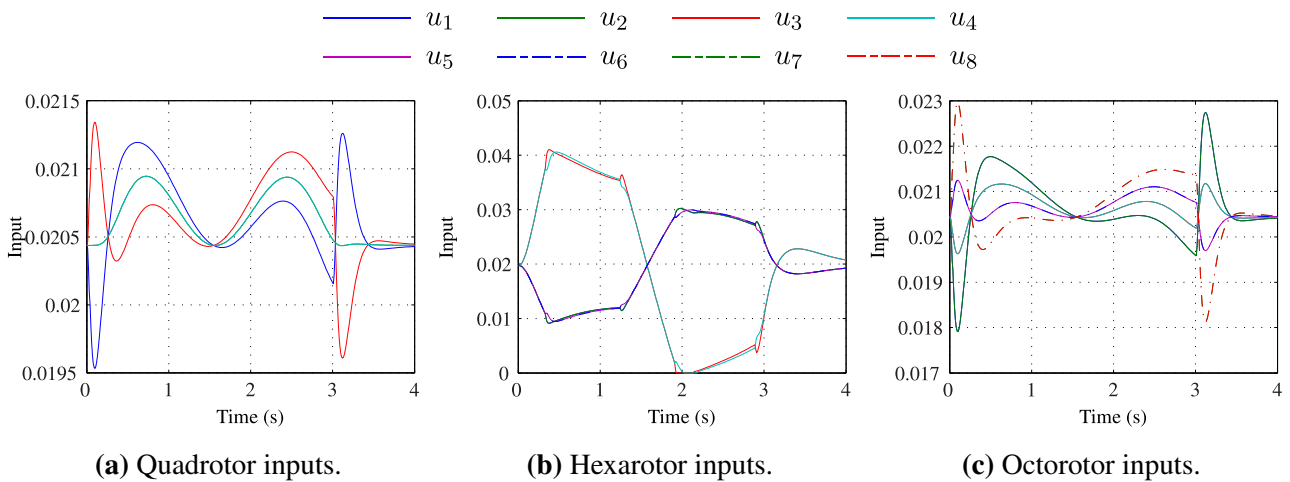 u1 u2 u3 u4
u5 u6 u7 u8
0.0215
0.021
0.0205
0.02
0.0195
Input
0 1 2 3 4
Time (s)
(a) Quadrotor inputs.
0.05
0.04
0.03
0.02
0.01
0
Input
0 1 2 3 4
Time (s)
(b) Hexarotor inputs.
0.023
0.022
0.021
0.02
0.019
0.018
0.017
Input
0 1 2 3 4
Time (s)
(c) Octorotor inputs.